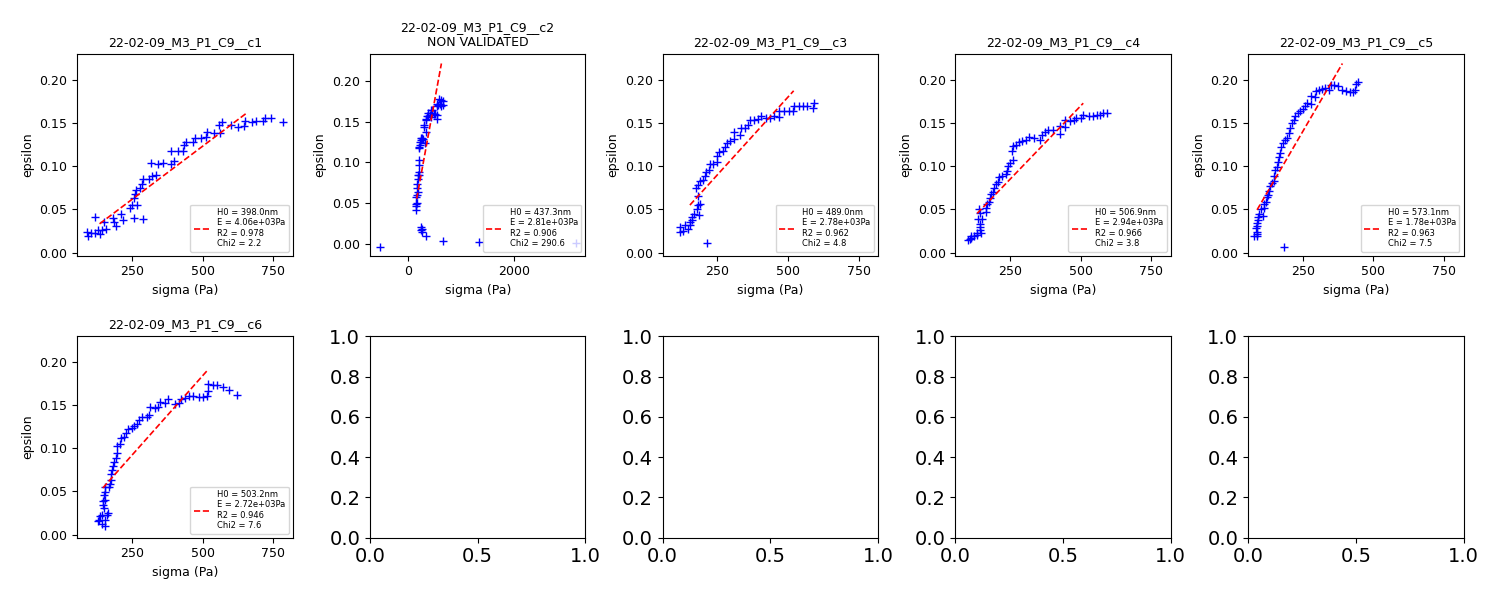 22-02-09_M3_P1_C9__c1
epsilon
0.20
0.15
0.10
0.05
0.00
H0 = 398.0nm
E = 4.06e+03Pa
R2 = 0.978
Chi2 = 2.2
250 500 750
sigma (Pa)
22-02-09_M3_P1_C9__c2
NON VALIDATED
epsilon
0.20
0.15
0.10
0.05
0.00
H0 = 437.3nm
E = 2.81e+03Pa
R2 = 0.906
Chi2 = 290.6
0 2000
sigma (Pa)
22-02-09_M3_P1_C9__c3
epsilon
0.20
0.15
0.10
0.05
0.00
H0 = 489.0nm
E = 2.78e+03Pa
R2 = 0.962
Chi2 = 4.8
250 500 750
sigma (Pa)
22-02-09_M3_P1_C9__c4
epsilon
0.20
0.15
0.10
0.05
0.00
H0 = 506.9nm
E = 2.94e+03Pa
R2 = 0.966
Chi2 = 3.8
250 500 750
sigma (Pa)
22-02-09_M3_P1_C9__c5
epsilon
0.20
0.15
0.10
0.05
0.00
H0 = 573.1nm
E = 1.78e+03Pa
R2 = 0.963
Chi2 = 7.5
250 500 750
sigma (Pa)
22-02-09_M3_P1_C9__c6
epsilon
0.20
0.15
0.10
0.05
0.00
H0 = 503.2nm
E = 2.72e+03Pa
R2 = 0.946
Chi2 = 7.6
250 500 750
sigma (Pa)
1.0
0.8
0.6
0.4
0.2
0.0
0.0 0.5 1.0
1.0
0.8
0.6
0.4
0.2
0.0
0.0 0.5 1.0
1.0
0.8
0.6
0.4
0.2
0.0
0.0 0.5 1.0
1.0
0.8
0.6
0.4
0.2
0.0
0.0 0.5 1.0